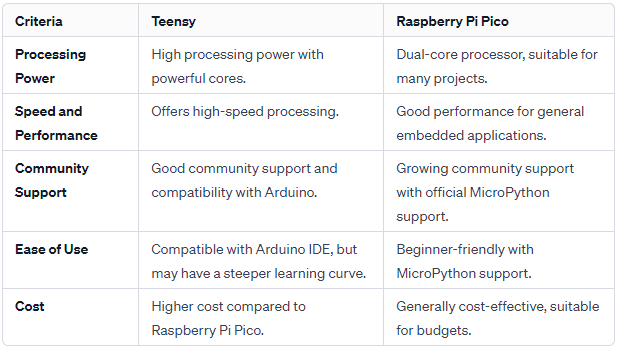 Criteria Teensy Raspberry Pi Pico
Processing High processing power with Dual-core processor, suitable for
Power powerful cores. many projects.
Speed and Offers high-speed processing. Good performance for general
Performance embedded applications.
Community Good community support and Growing community support
Support compatibility with Arduino. with official MicroPython
support.
Ease of Use Compatible with Arduino IDE, but Beginner-friendly with
may have a steeper learning curve. MicroPython support.
Cost Higher cost compared to Generally cost-effective, suitable
Raspberry Pi Pico. for budgets.